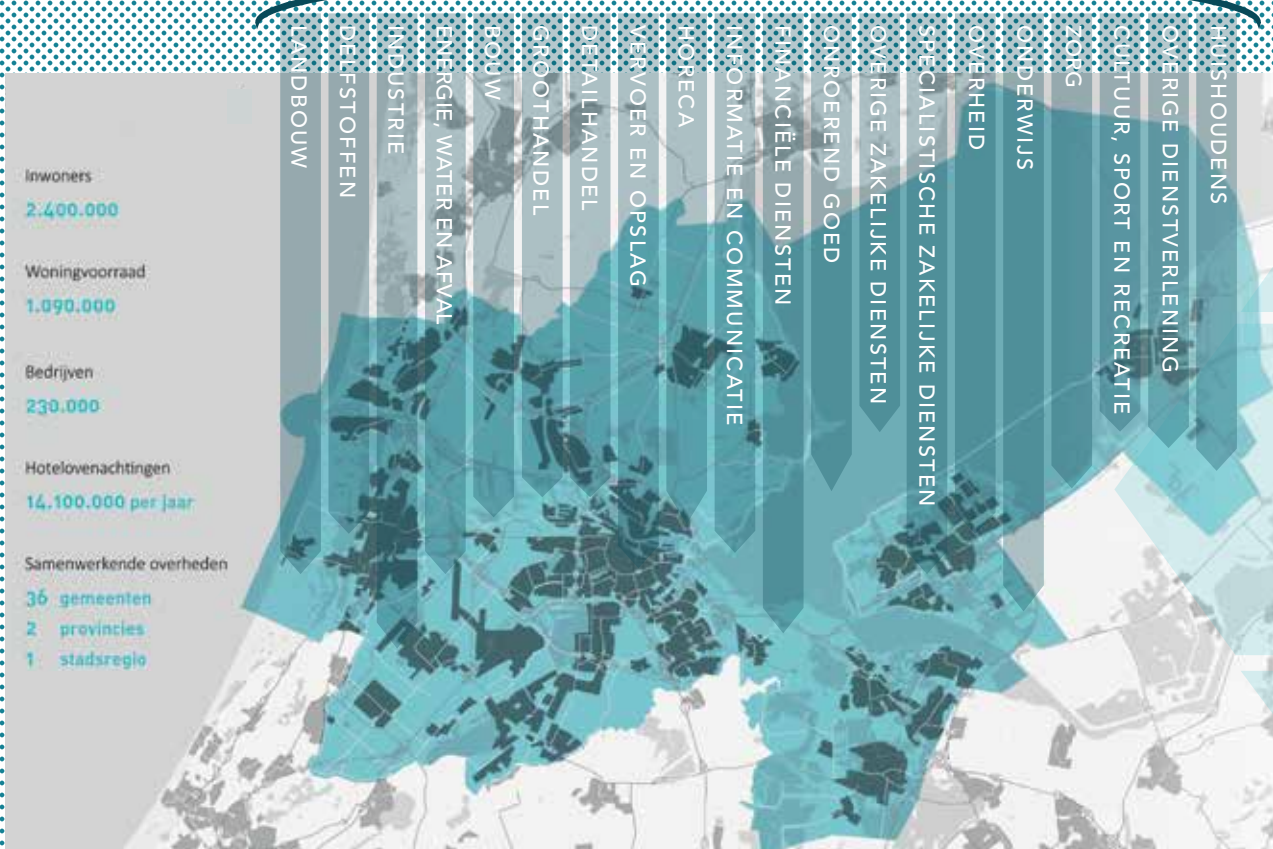 LANDBOUW
DELFSTOFFEN
INDUSTRIE
ENERGIE, WATER EN AFVAL
BOUW
GROOTHANDEL
DETAILHANDEL
VERVOER EN OPSLAG
HORECA
INFORMATIE EN COMMUNICATIE
FINANCIËLE DIENSTEN
ONROEREND GOED
OVERIGE ZAKELIJKE DIENSTEN
SPECIALISTISCHE ZAKELIJKE DIENSTEN
OVERHEID
ONDERWIJS
ZORG
CULTUUR, SPORT EN RECREATIE
OVERIGE DIENSTVERLENING
HUISHOUDENS
Inwoners
2.400.000
Woningvoorraad
1.090.000
Bedrijven
230.000
Hotelovenachtingen
14.100.000 per jaar
Samenwerkende overheden
36 gemeenten
2 provincies
1 stadsregio